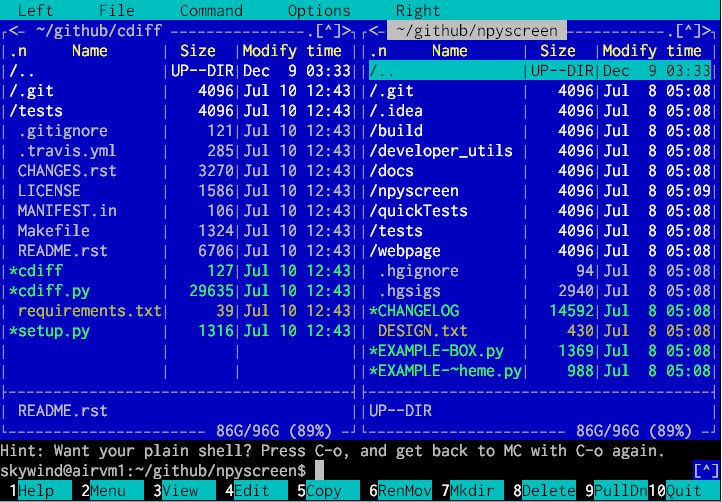 Left File Command Options Right
<- ~/github/cdiff ---------------.[^]>
.n Name | Size |Modify time
/.. |UP--DIR|Dec 9 03:33
/.git | 4096|Jul 10 12:43
/tests | 4096|Jul 10 12:43
.gitignore | 121|Jul 10 12:43
.travis.yml | 285|Jul 10 12:43
CHANGES.rst | 3270|Jul 10 12:43
LICENSE | 1586|Jul 10 12:43
MANIFEST.in | 106|Jul 10 12:43
Makefile | 1324|Jul 10 12:43
README.rst | 6706|Jul 10 12:43
*cdiff | 127|Jul 10 12:43
*cdiff.py | 29635|Jul 10 12:43
requirements.txt| 39|Jul 10 12:43
*setup.py | 1316|Jul 10 12:43
README.rst
86G/96G (89%)
<- ~/github/npyscreen -----------.[^]>
.n Name | Size |Modify time
/.. |UP--DIR|Dec 9 03:33
/.git | 4096|Jul 8 05:08
/.idea | 4096|Jul 8 05:08
/build | 4096|Jul 8 05:08
/developer_utils | 4096|Jul 8 05:08
/docs | 4096|Jul 8 05:08
/npyscreen | 4096|Jul 8 05:09
/quickTests | 4096|Jul 8 05:08
/tests | 4096|Jul 8 05:08
/webpage | 4096|Jul 8 05:08
.hgignore | 94|Jul 8 05:08
.hgsigs | 2940|Jul 8 05:08
*CHANGELOG | 14592|Jul 8 05:08
DESIGN.txt | 430|Jul 8 05:08
*EXAMPLE-BOX.py | 1369|Jul 8 05:08
*EXAMPLE-~heme.py| 988|Jul 8 05:08
UP--DIR
86G/96G (89%)
Hint: Want your plain shell? Press C-o, and get back to MC with C-o again.
skywind@airvm1:~/github/npyscreen$ [^]
1Help 2Menu 3View 4Edit 5Copy 6RenMov 7Mkdir 8Delete 9PullDn 10Quit